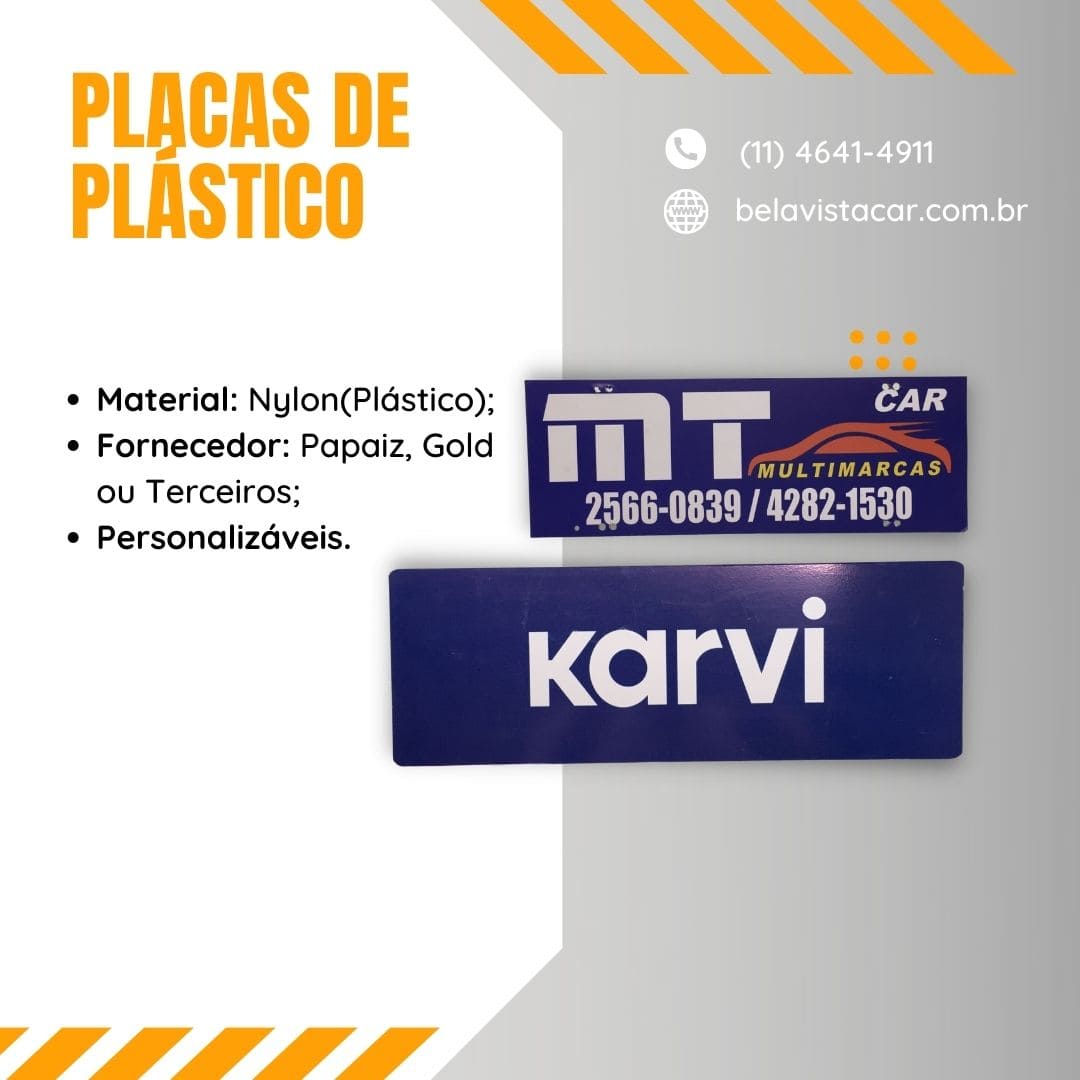 PLACAS DE
PLÁSTICO
(11) 4641-4911
www
belavistacar.com.br
• Material: Nylon(Plástico);
• Fornecedor: Papaiz, Gold
ou Terceiros;
• Personalizáveis.
MT
CAR
MULTIMARCAS
2566-0839 / 4282-1530
karvi